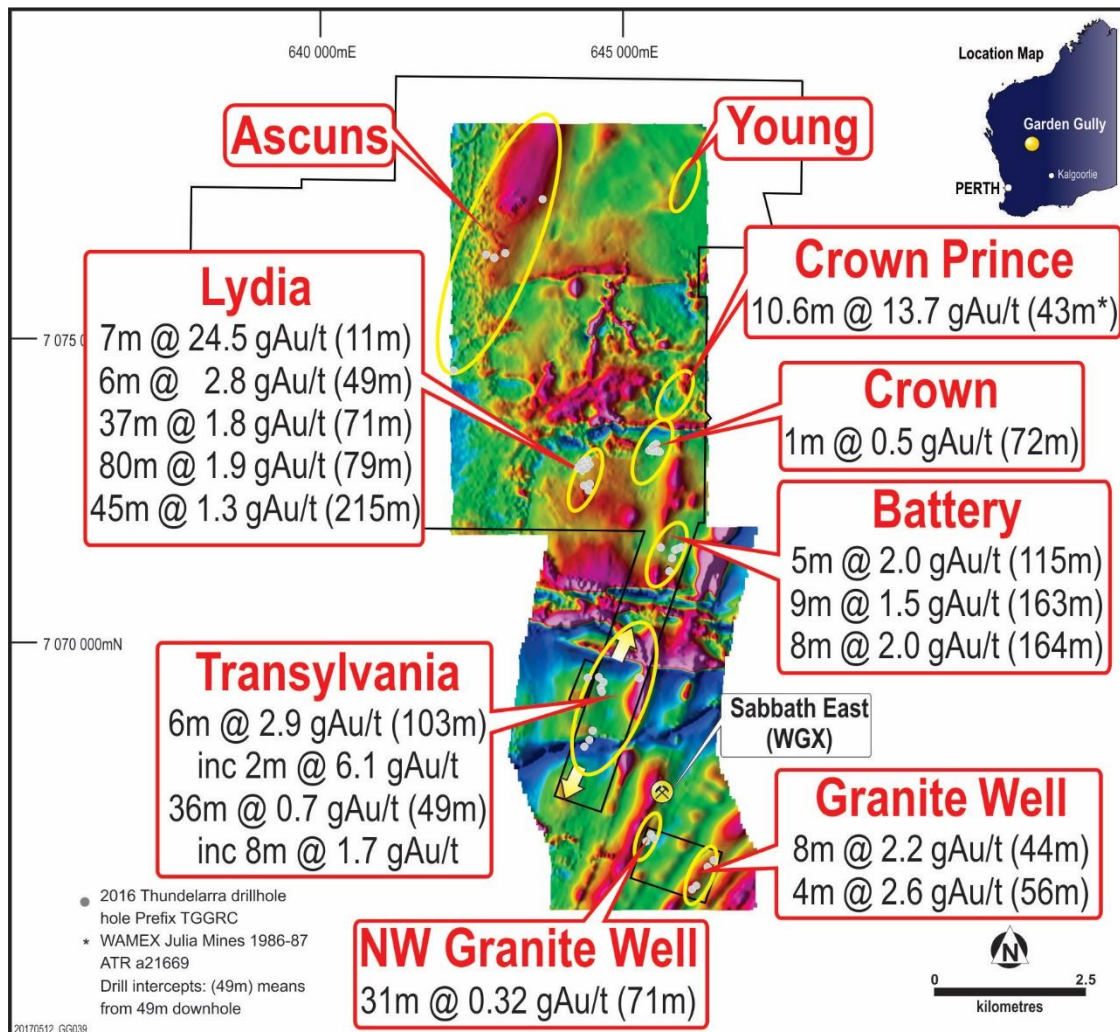 640 000mE
645 000mE
Location Map
Garden Gully
Kalgoorlie
PERTH
Ascuns
Young
Lydia
7m @ 24.5 gAu/t (11m)
6m @ 2.8 gAu/t (49m)
37m @ 1.8 gAu/t (71m)
80m @ 1.9 gAu/t (79m)
45m @ 1.3 gAu/t (215m)
Crown Prince
10.6m @ 13.7 gAu/t (43m*)
7 075 0
Crown
1m @ 0.5 gAu/t (72m)
Battery
5m @ 2.0 gAu/t (115m)
9m @ 1.5 gAu/t (163m)
8m @ 2.0 gAu/t (164m)
7 070 000mN
Transylvania
6m @ 2.9 gAu/t (103m)
inc 2m @ 6.1 gAu/t
36m @ 0.7 gAu/t (49m)
inc 8m @ 1.7 gAu/t
Sabbath East
(WGX)
Granite Well
8m @ 2.2 gAu/t (44m)
4m @ 2.6 gAu/t (56m)
NW Granite Well
31m @ 0.32 gAu/t (71m)
2016 Thundelarra drillhole
hole Prefix TGGRC
* WAMEX Julia Mines 1986-87
ATR a21669
Drill intercepts: (49m) means
from 49m downhole
N
0 2.5
kilometres
20170512_GG039